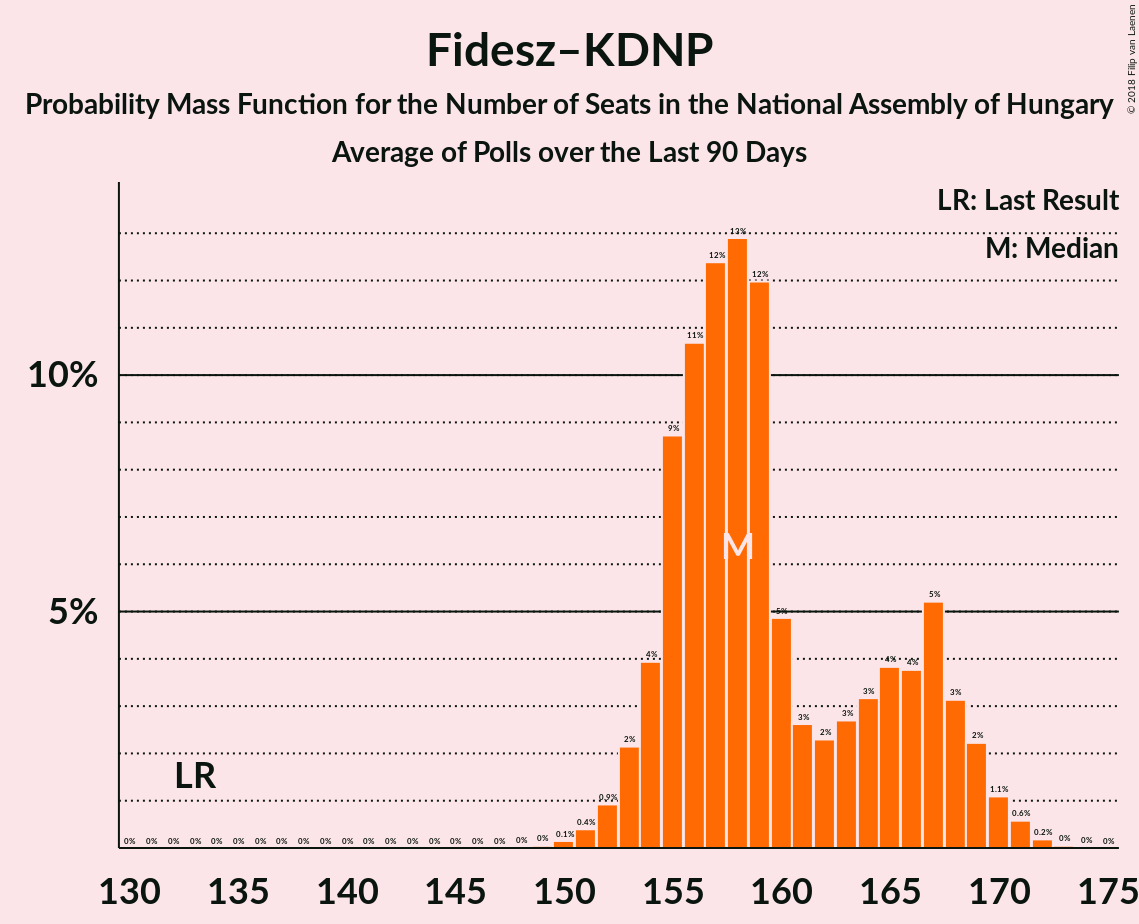 Fidesz–KDNP
Probability Mass Function for the Number of Seats in the National Assembly of Hungary
Average of Polls over the Last 90 Days
© 2018 Filip van Laenen
LR: Last Result
M: Median
10%
5%
LR
M
0% 0% 0% 0% 0% 0% 0% 0% 0% 0% 0% 0% 0% 0% 0% 0% 0% 0% 0% 0% 0.1% 0.4% 0.9% 2% 4% 9% 11% 12% 13% 12% 5% 3% 2% 3% 3% 4% 4% 5% 3% 2% 1.1% 0.6% 0.2% 0% 0% 0%
130 135 140 145 150 155 160 165 170 175